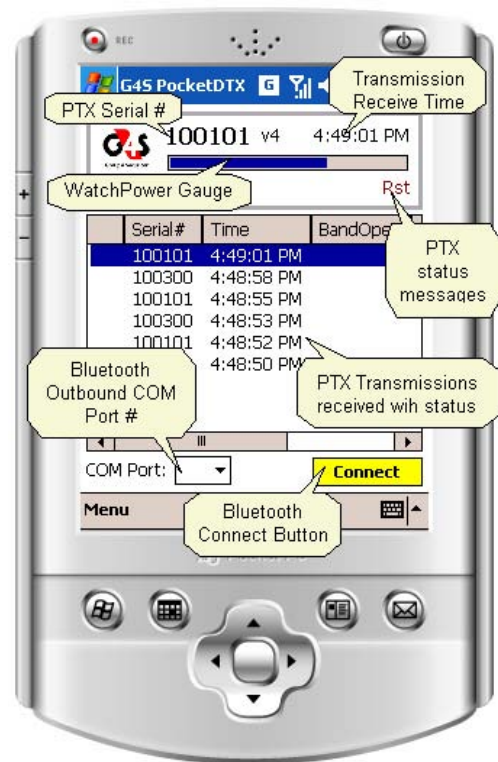 REC
G4S PocketDTX G
Transmission
Receive Time
PTX Serial #
G4S
100101 v4 4:49:01 PM
WatchPower Gauge
Rst
Serial# Time BandOpe
PTX
status
messages
100101 4:49:01 PM
100300 4:48:58 PM
100101 4:48:55 PM
100300 4:48:53 PM
100101 4:48:52 PM
4:48:50 PM
Bluetooth
Outbound COM
Port #
PTX Transmissions
received wih status
COM Port:
Connect
Menu
Bluetooth
Connect Button